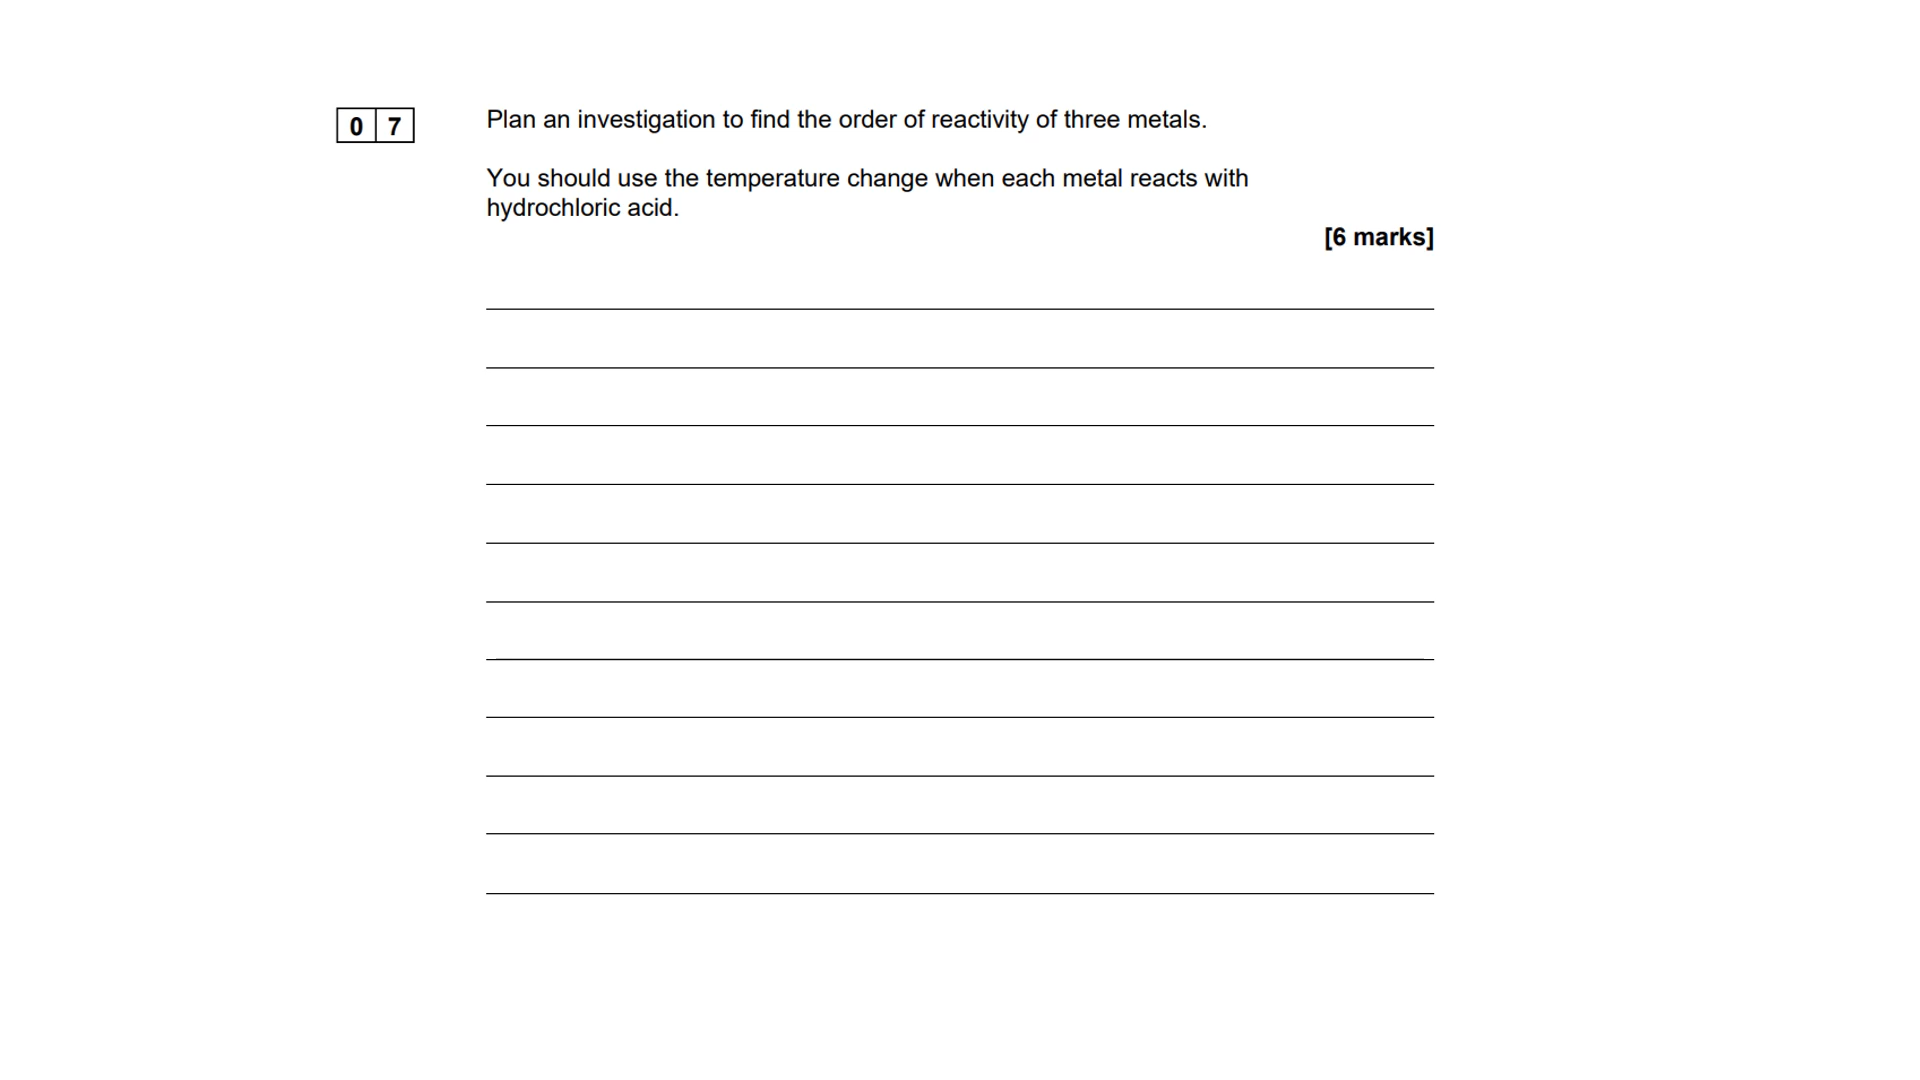 0 7 Plan an investigation to find the order of reactivity of three metals.
You should use the temperature change when each metal reacts with
hydrochloric acid.
[6 marks]